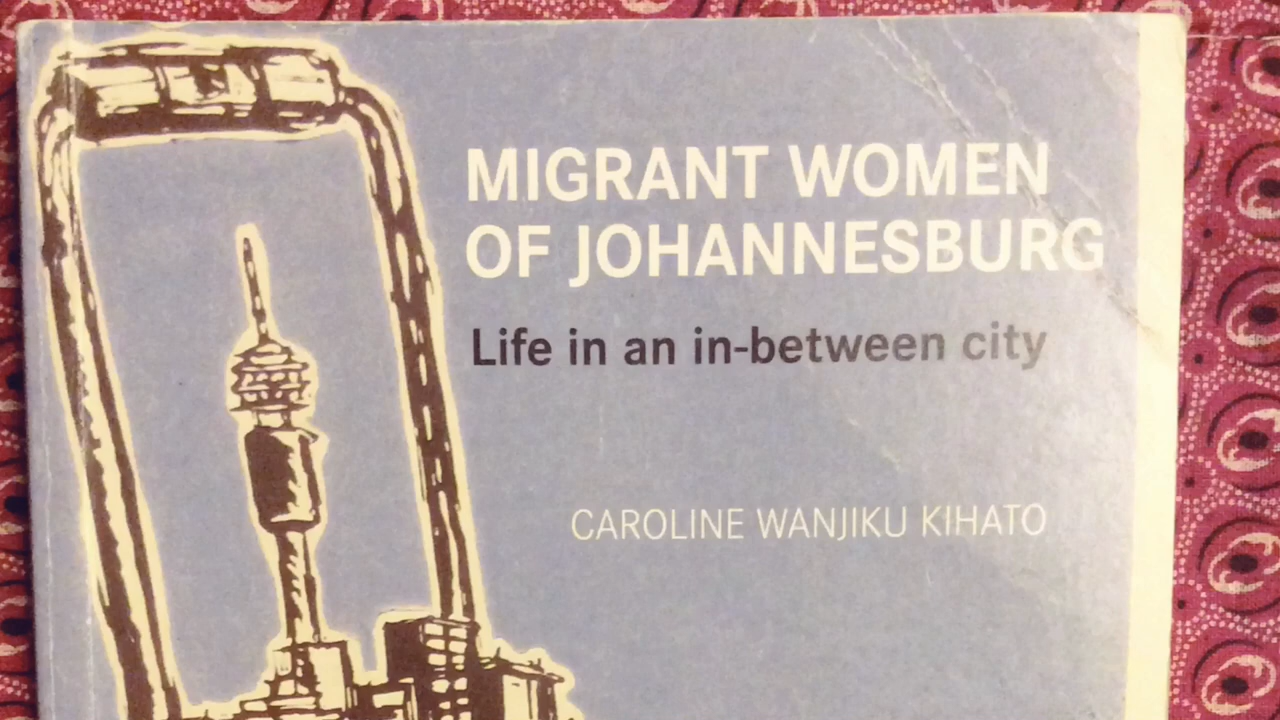 MIGRANT WOMEN
OF JOHANNESBURG
Life in an in-between city
CAROLINE WANJIKU KIHATO